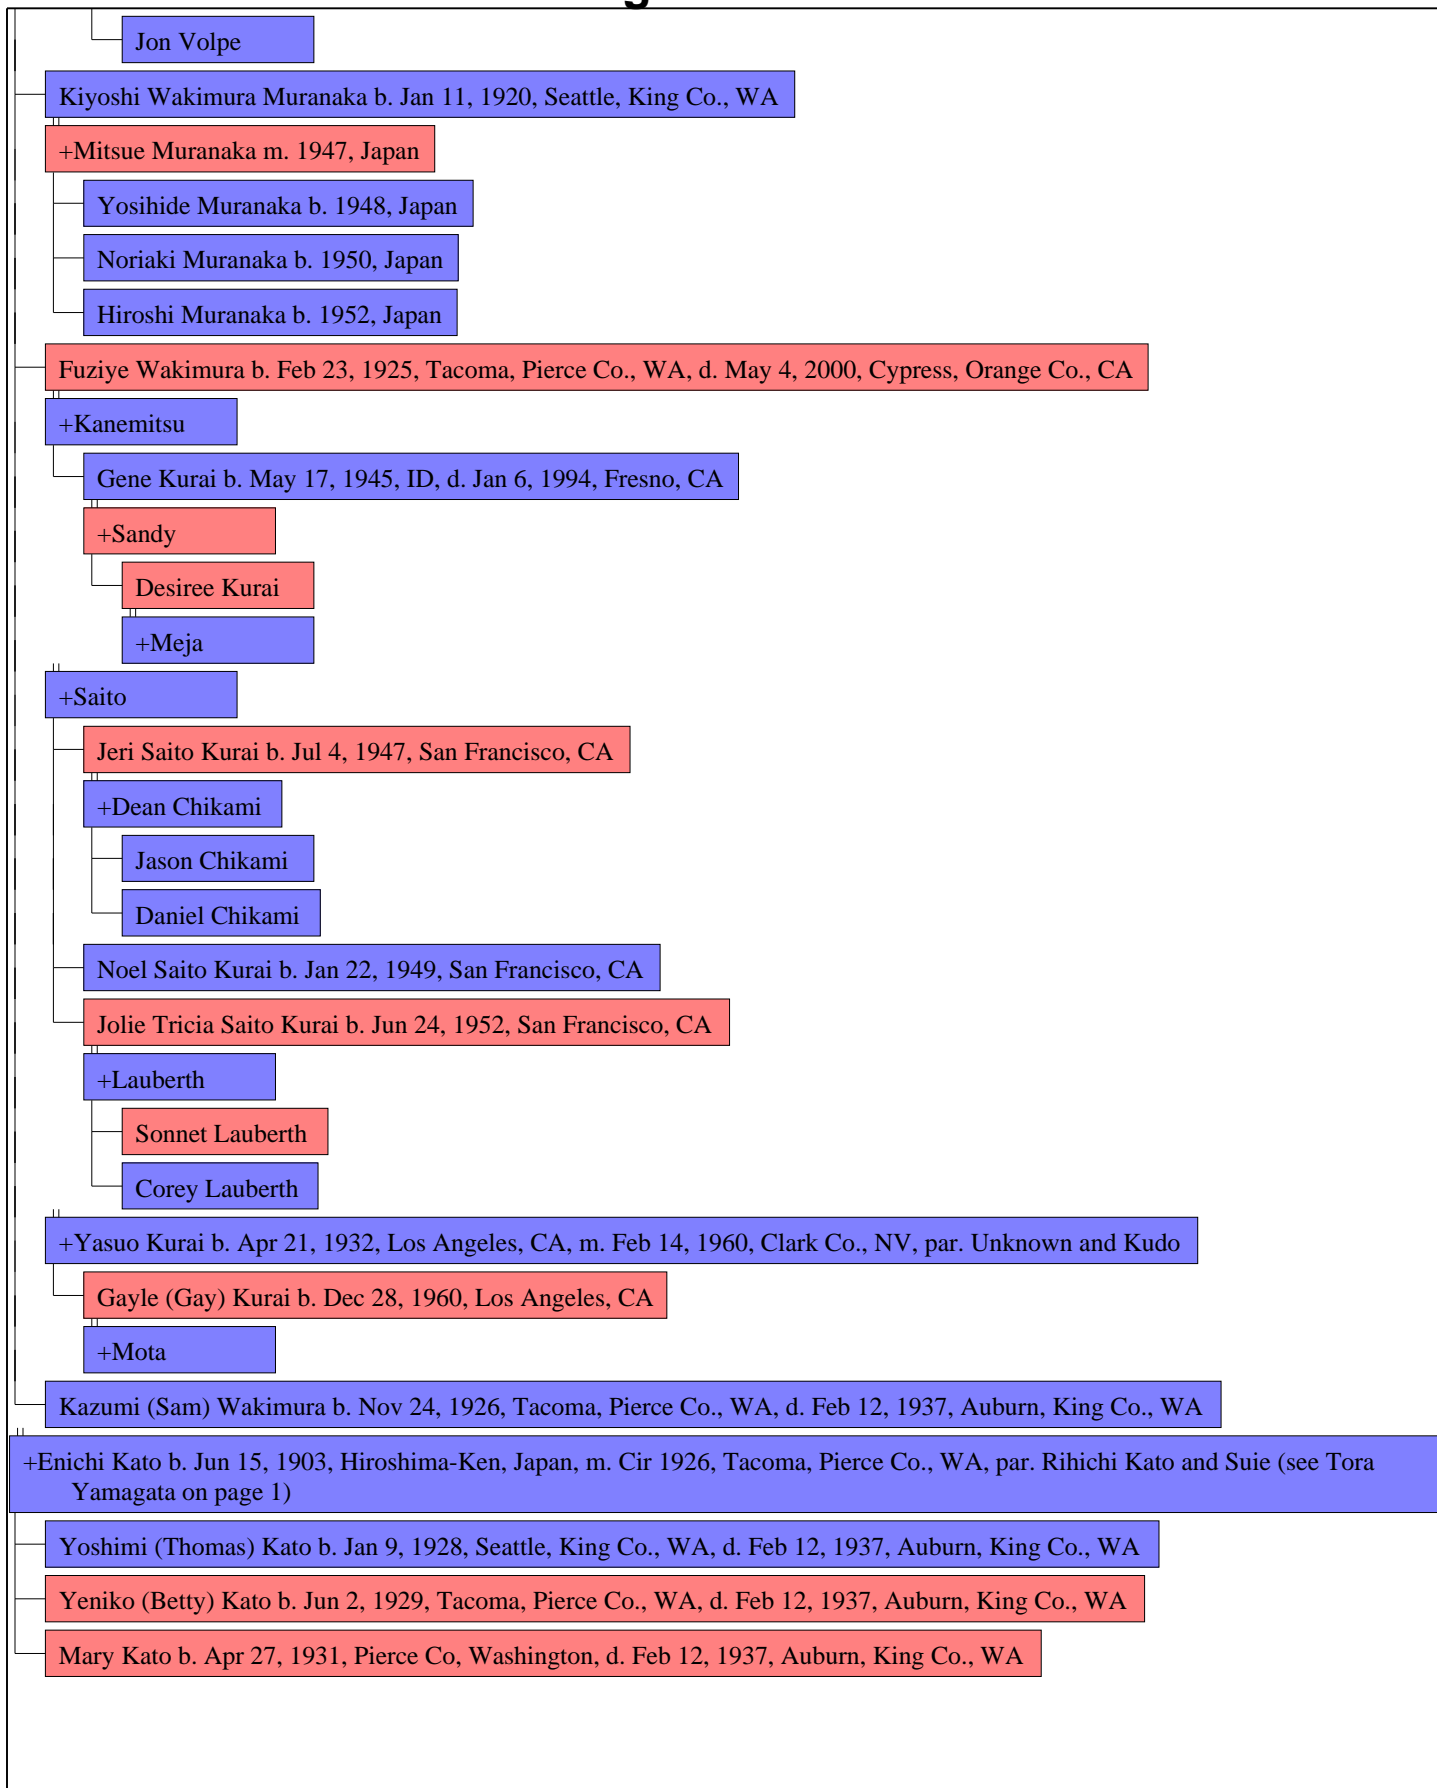 Jon Volpe
Kiyoshi Wakimura Muranaka b. Jan 11, 1920, Seattle, King Co., WA
+Mitsue Muranaka m. 1947, Japan
Yosihide Muranaka b. 1948, Japan
Noriaki Muranaka b. 1950, Japan
Hiroshi Muranaka b. 1952, Japan
Fuziye Wakimura b. Feb 23, 1925, Tacoma, Pierce Co., WA, d. May 4, 2000, Cypress, Orange Co., CA
+Kanemitsu
Gene Kurai b. May 17, 1945, ID, d. Jan 6, 1994, Fresno, CA
+Sandy
Desiree Kurai
+Meja
+Saito
Jeri Saito Kurai b. Jul 4, 1947, San Francisco, CA
+Dean Chikami
Jason Chikami
Daniel Chikami
Noel Saito Kurai b. Jan 22, 1949, San Francisco, CA
Jolie Tricia Saito Kurai b. Jun 24, 1952, San Francisco, CA
+Lauberth
Sonnet Lauberth
Corey Lauberth
+Yasuo Kurai b. Apr 21, 1932, Los Angeles, CA, m. Feb 14, 1960, Clark Co., NV, par. Unknown and Kudo
Gayle (Gay) Kurai b. Dec 28, 1960, Los Angeles, CA
+Mota
Kazumi (Sam) Wakimura b. Nov 24, 1926, Tacoma, Pierce Co., WA, d. Feb 12, 1937, Auburn, King Co., WA
+Enichi Kato b. Jun 15, 1903, Hiroshima-Ken, Japan, m. Cir 1926, Tacoma, Pierce Co., WA, par. Rihichi Kato and Suie (see Tora
Yamagata on page 1)
Yoshimi (Thomas) Kato b. Jan 9, 1928, Seattle, King Co., WA, d. Feb 12, 1937, Auburn, King Co., WA
Yeniko (Betty) Kato b. Jun 2, 1929, Tacoma, Pierce Co., WA, d. Feb 12, 1937, Auburn, King Co., WA
Mary Kato b. Apr 27, 1931, Pierce Co, Washington, d. Feb 12, 1937, Auburn, King Co., WA